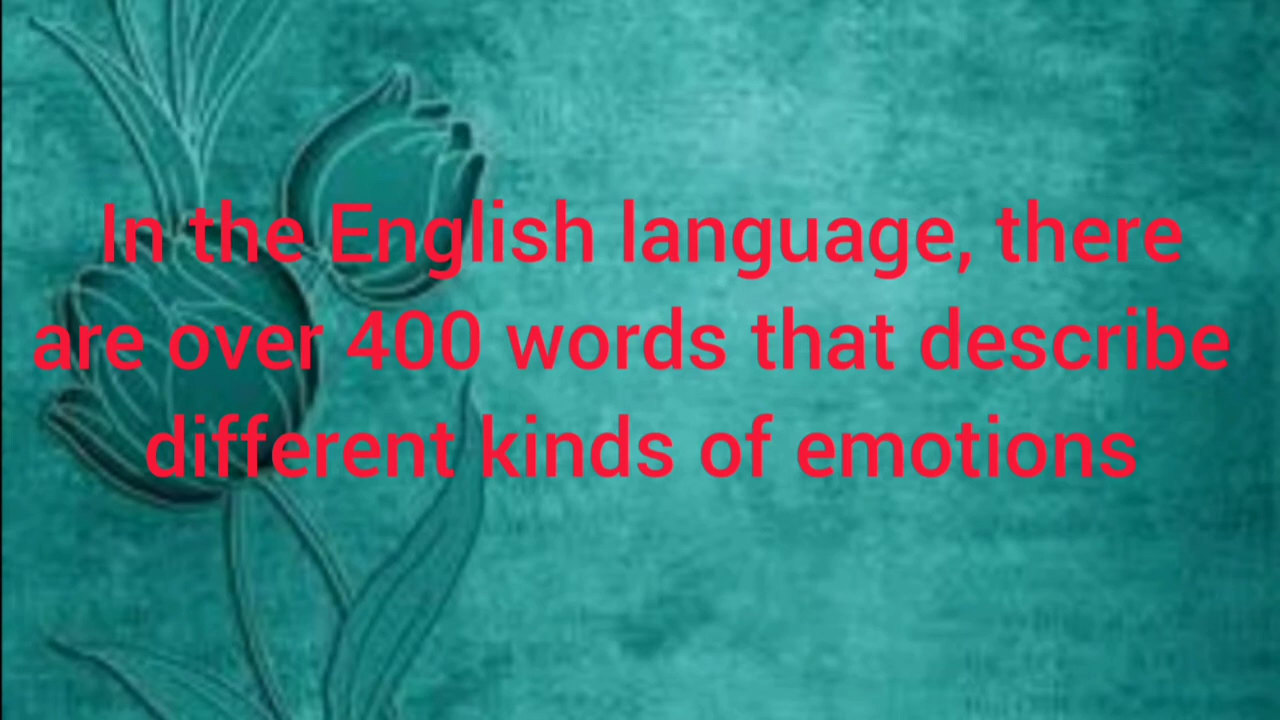 In the English language, there
are over 400 words that describe
different kinds of emotions